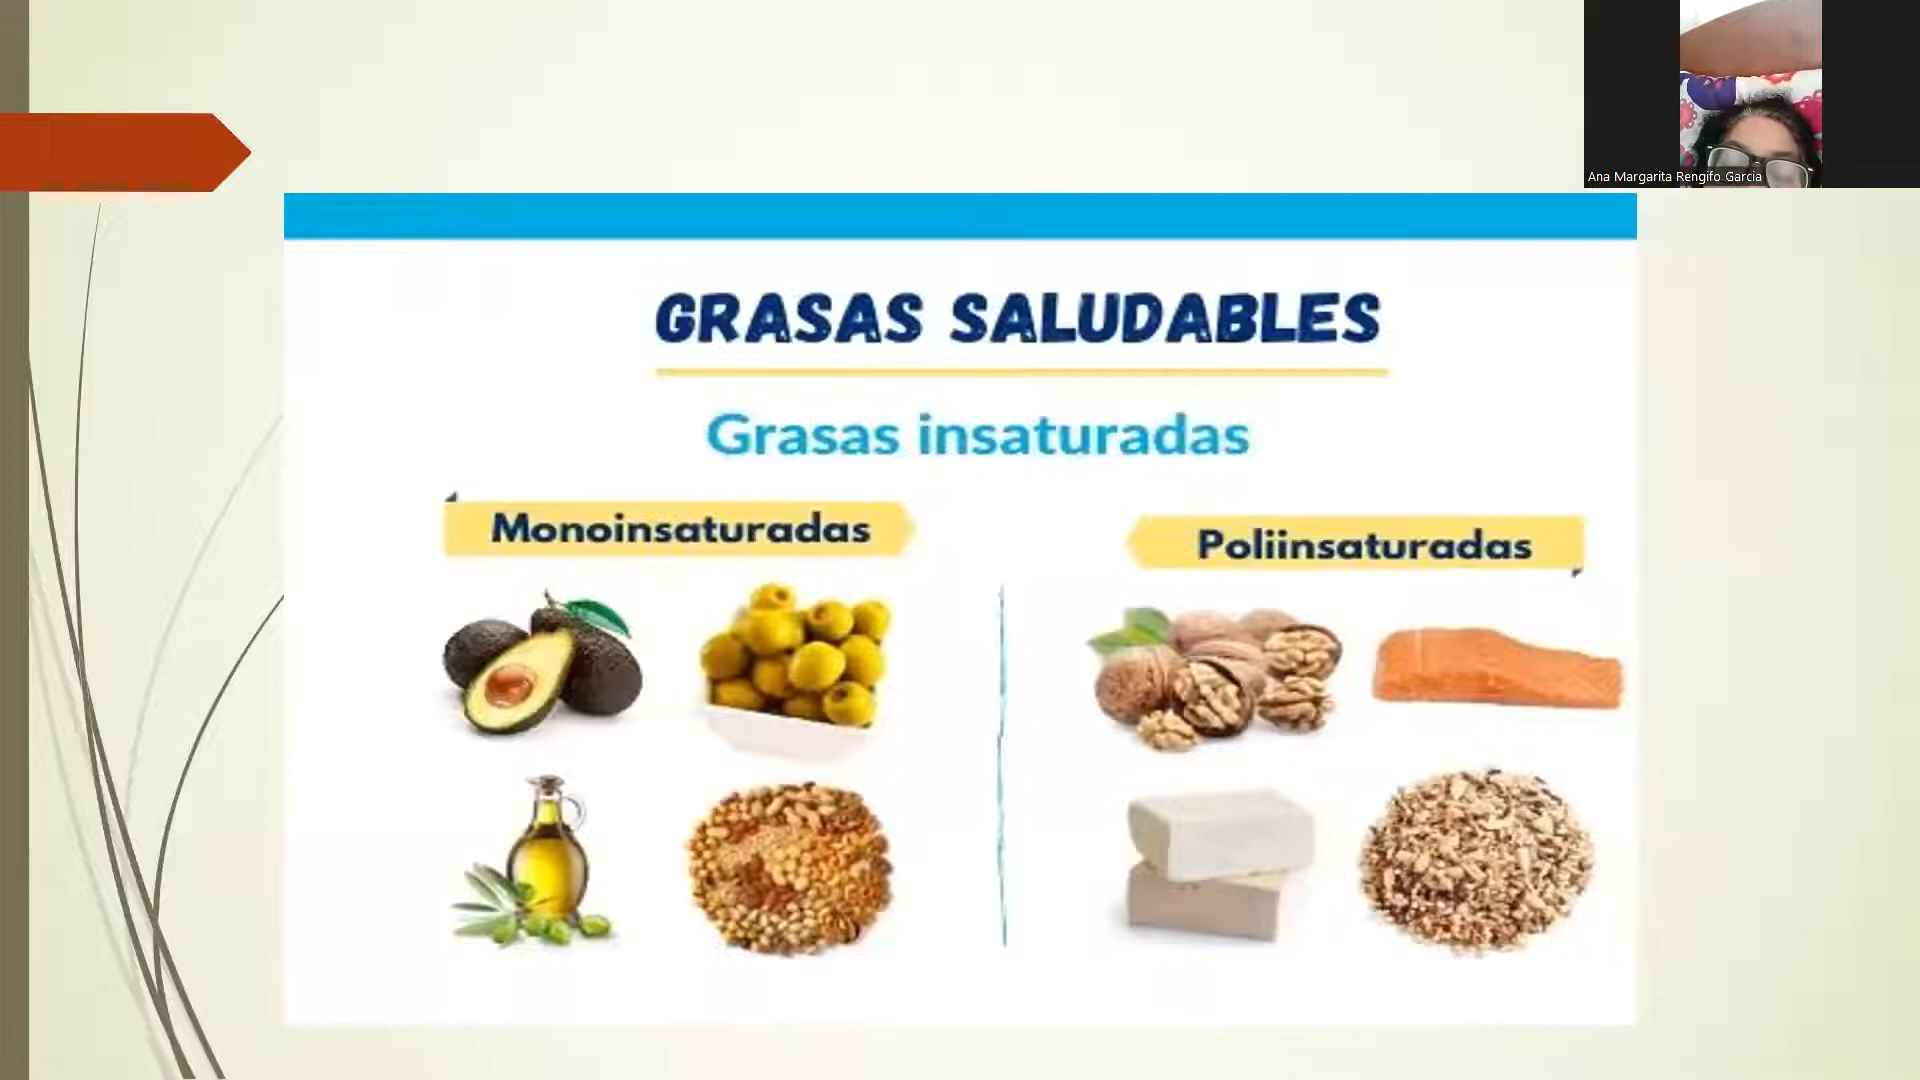 Ana Margarita Rengifo Garcia
GRASAS SALUDABLES
Grasas insaturadas
Monoinsaturadas
Poliinsaturadas